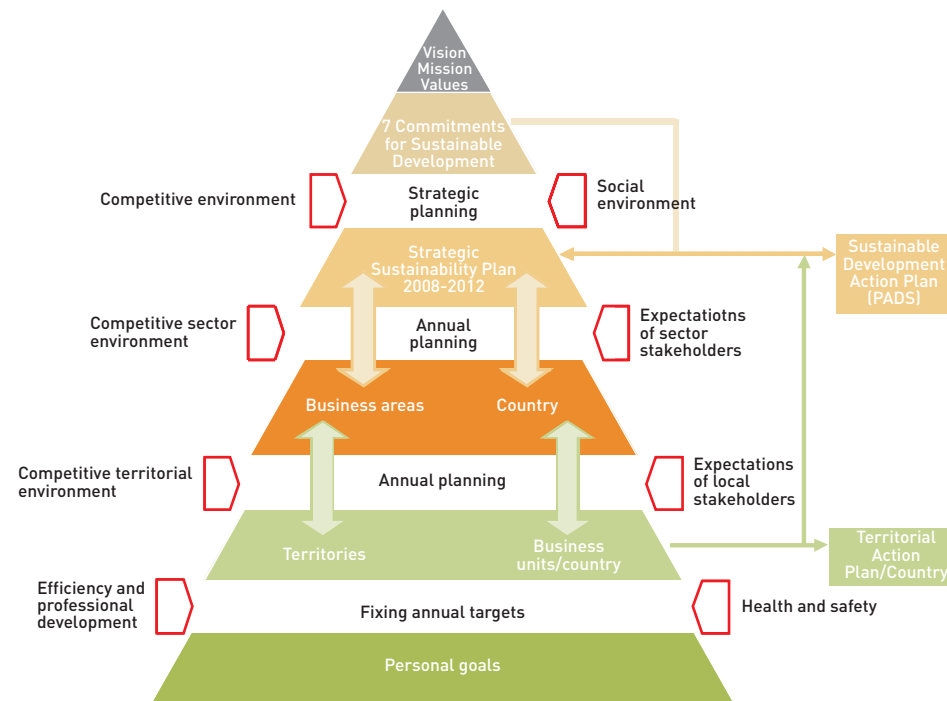 Vision
Mission
Values
7 Commitments
for Sustainable
Development
Competitive environment
Strategic
planning
Social
environment
Strategic
Sustainability Plan
2008-2012
Sustainable
Development
Action Plan
(PADS)
Competitive sector
environment
Annual
planning
Expectatiotns
of sector
stakeholders
Business areas
Country
Competitive territorial
environment
Annual planning
Expectations
of local
stakeholders
Territories
Business
units/country
Territorial
Action
Plan/Country
Efficiency and
professional
development
Fixing annual targets
Health and safety
Personal goals